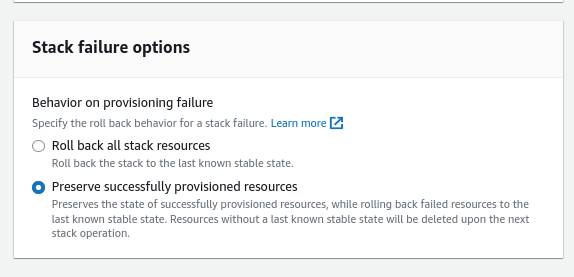 Stack failure options
Behavior on provisioning failure
Specify the roll back behavior for a stack failure. Learn more
Roll back all stack resources
Roll back the stack to the last known stable state.
Preserve successfully provisioned resources
Preserves the state of successfully provisioned resources, while rolling back failed resources to the
last known stable state. Resources without a last known stable state will be deleted upon the next
stack operation.